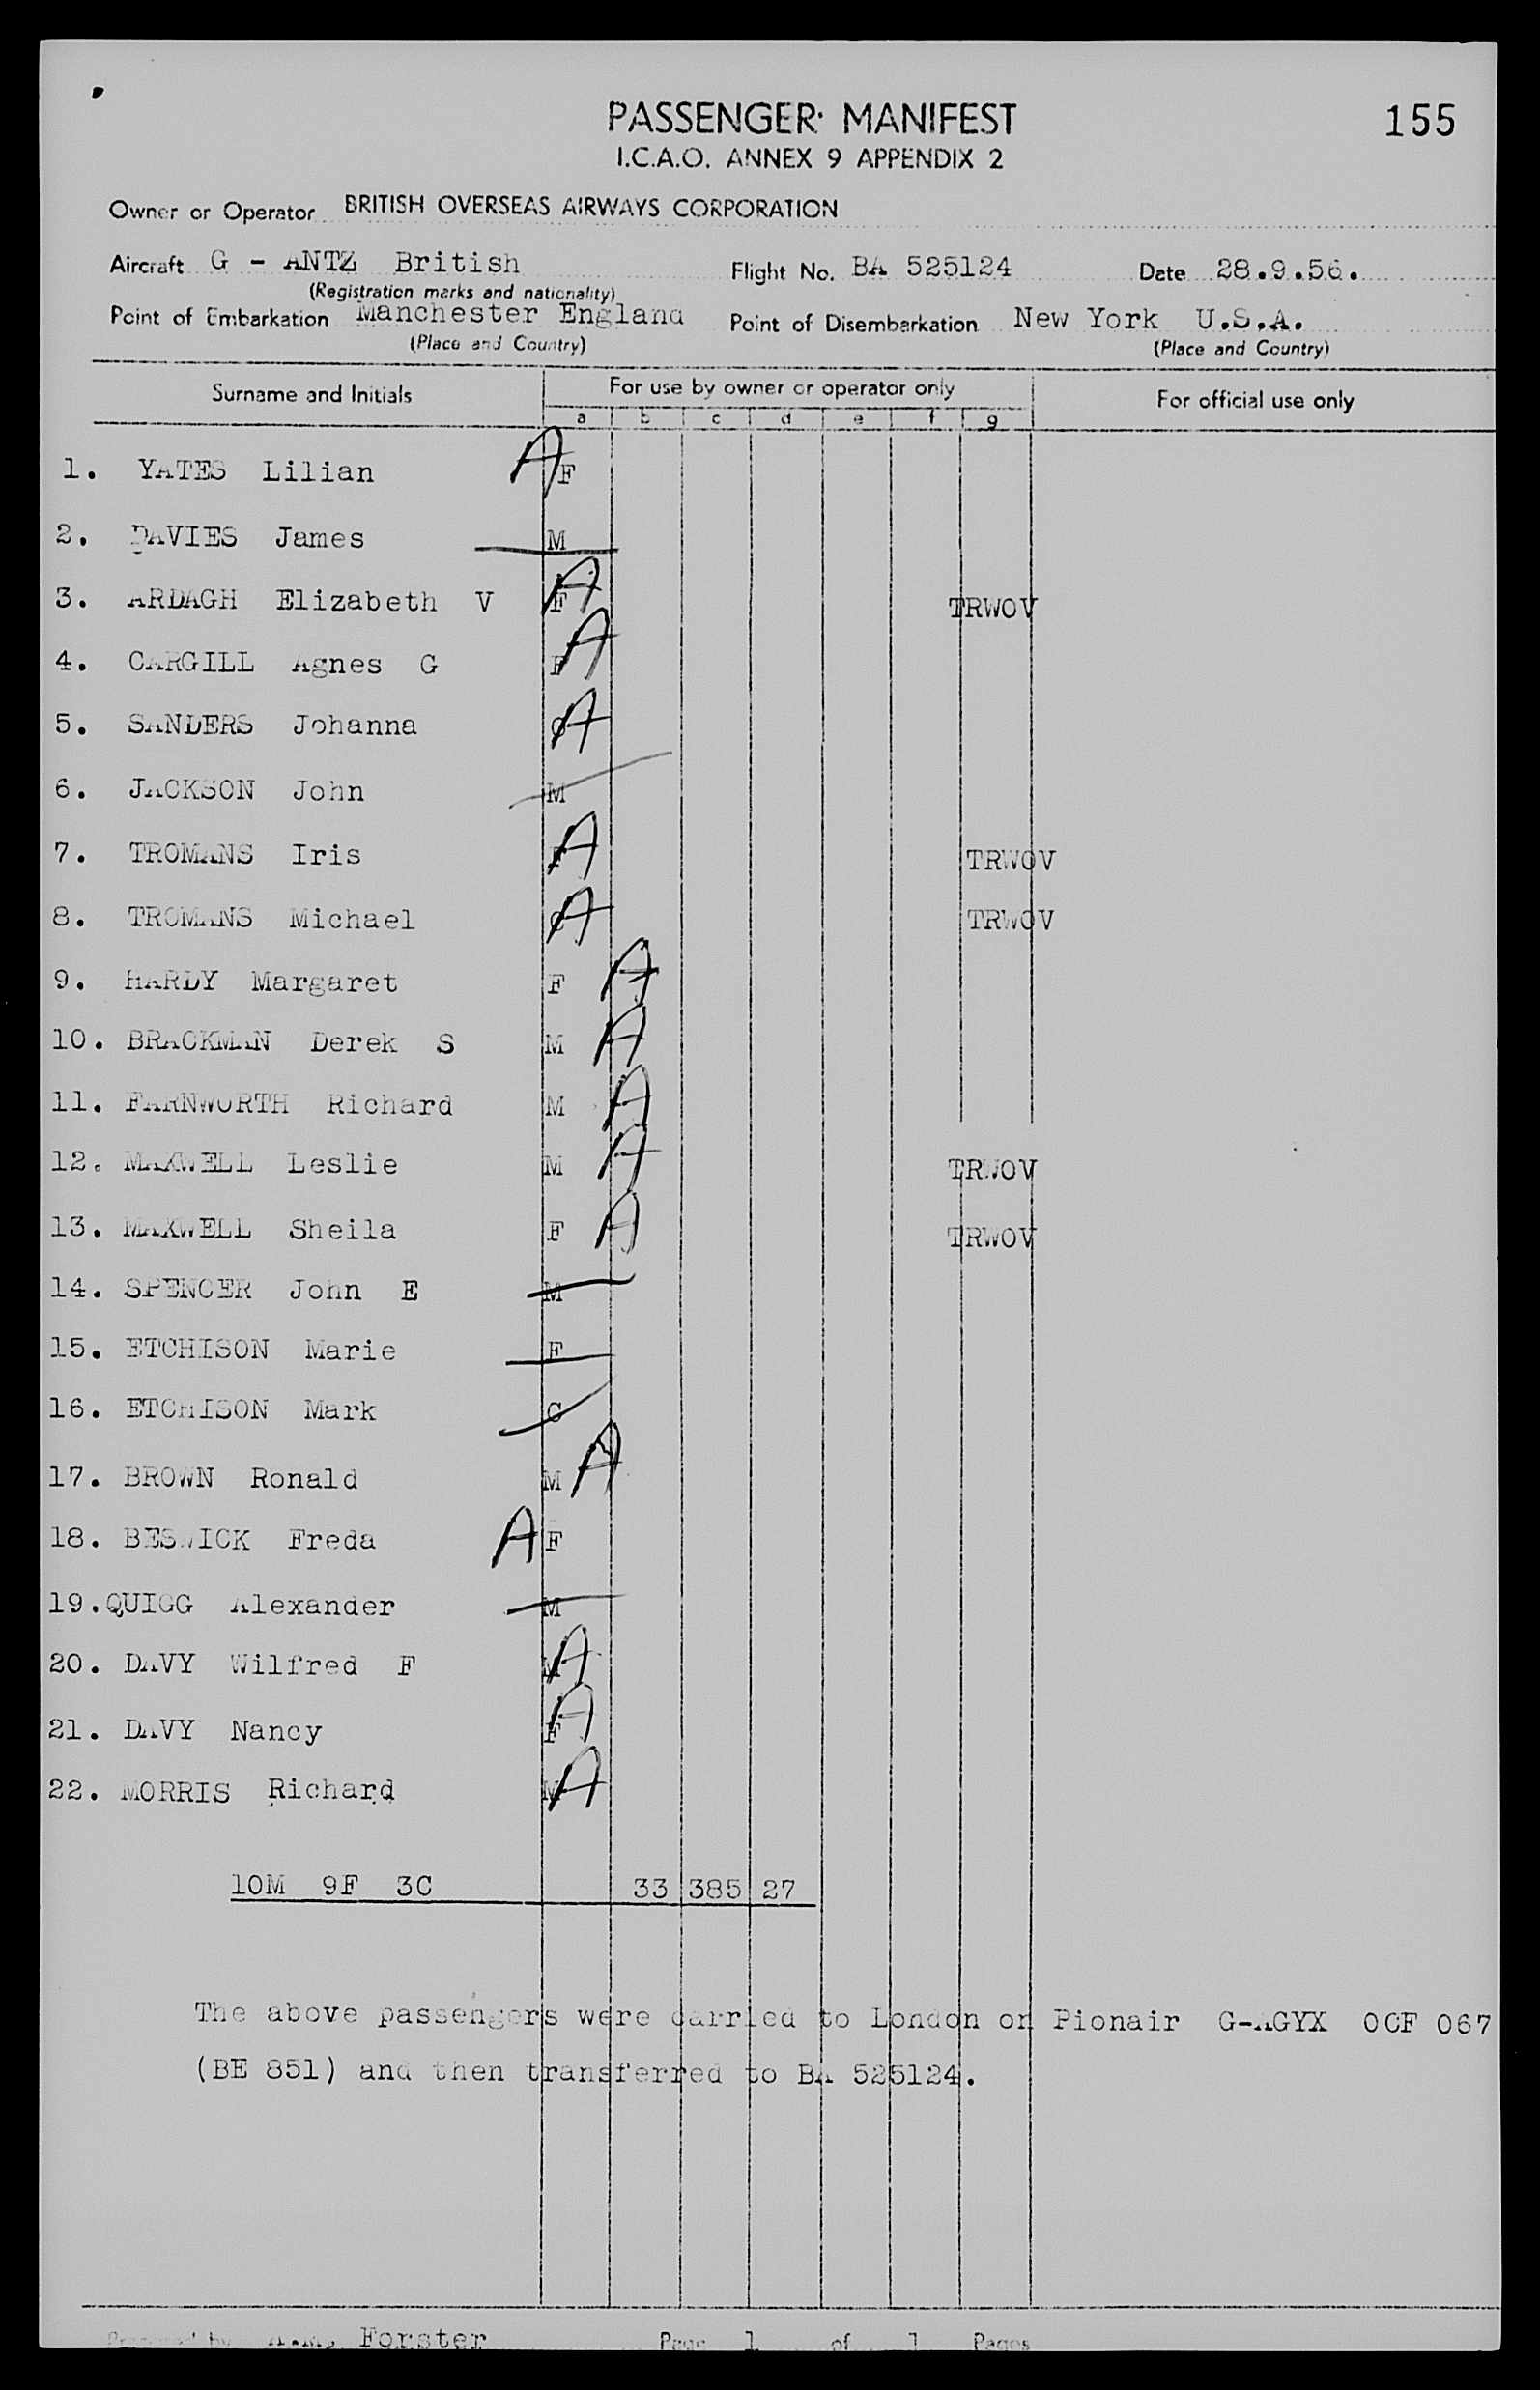 PASSENGER MANIFEST 155
I.C.A.O. ANNEX 9 APPENDIX 2
Owner or Operator BRITISH OVERSEAS AIRWAYS CORPORATION
Aircraft G - ANTZ British Flight No. BA 525124 Date 28.9.56.
(Registration marks and nationality)
Point of Embarkation Manchester England Point of Disembarkation New York U.S.A.
(Place and Country) (Place and Country)
Surname and Initials For use by owner or operator only For official use only
a b c d e f g
1. YATES Lilian A F
2. DAVIES James M
3. ARDAGH Elizabeth V F A TRWOV
4. CARGILL Agnes G F A
5. SANDERS Johanna C A
6. JACKSON John M
7. TROMANS Iris F A TRWOV
8. TROMANS Michael C A TRWOV
9. HARDY Margaret F A
10. BRACKMAN Derek S M A
11. FARNWORTH Richard M A
12. MAXWELL Leslie M A TRWOV
13. MAXWELL Sheila F A TRWOV
14. SPENCER John E M
15. ETCHISON Marie F
16. ETCHISON Mark C
17. BROWN Ronald M A
18. BESWICK Freda A F
19. QUIGG Alexander M
20. DAVY Wilfred F M A
21. DAVY Nancy F A
22. MORRIS Richard M A
10M 9F 3C 33 385 27
The above passengers were carried to London on Pionair G-AGYX OCF 067
(BE 851) and then transferred to BA 525124.
Prepared by Forster Page 1 of 1 Pages